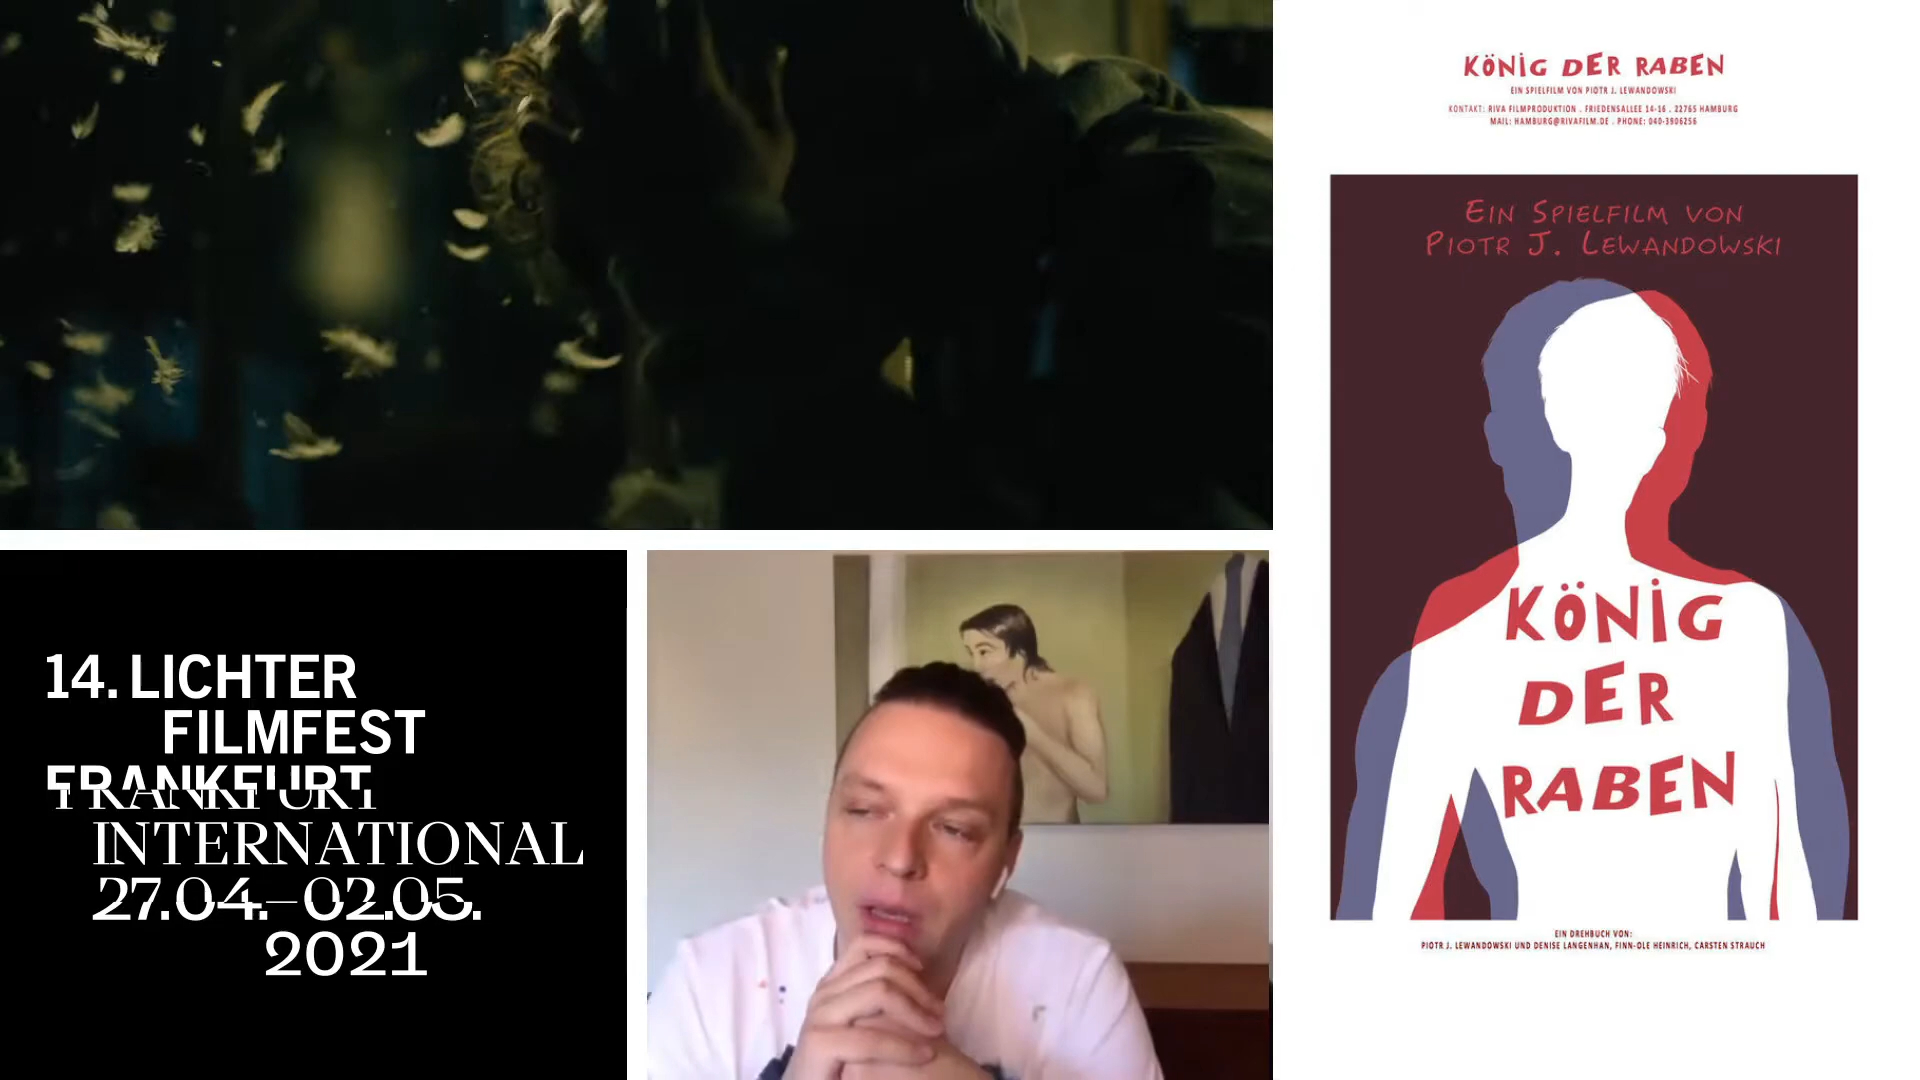 KÖNİG DER RABEN
EIN SPIELFILM VON PIOTR J. LEWANDOWSKI
KONTAKT: RIVA FILMPRODUKTION . FRIEDENSALLEE 14-16 . 22765 HAMBURG
MAIL: HAMBURG@RIVAFILM.DE . PHONE: 040-3906256
EIN SPIELFILM VON
PIOTR J. LEWANDOWSKI
KÖNİG
DER
RABEN
EIN DREHBUCH VON:
PIOTR J. LEWANDOWSKI UND DENISE LANGENHAN, FINN-OLE HEINRICH, CARSTEN STRAUCH
14. LICHTER
FILMFEST
FRANKFURT
INTERNATIONAL
27.04.–02.05.
2021